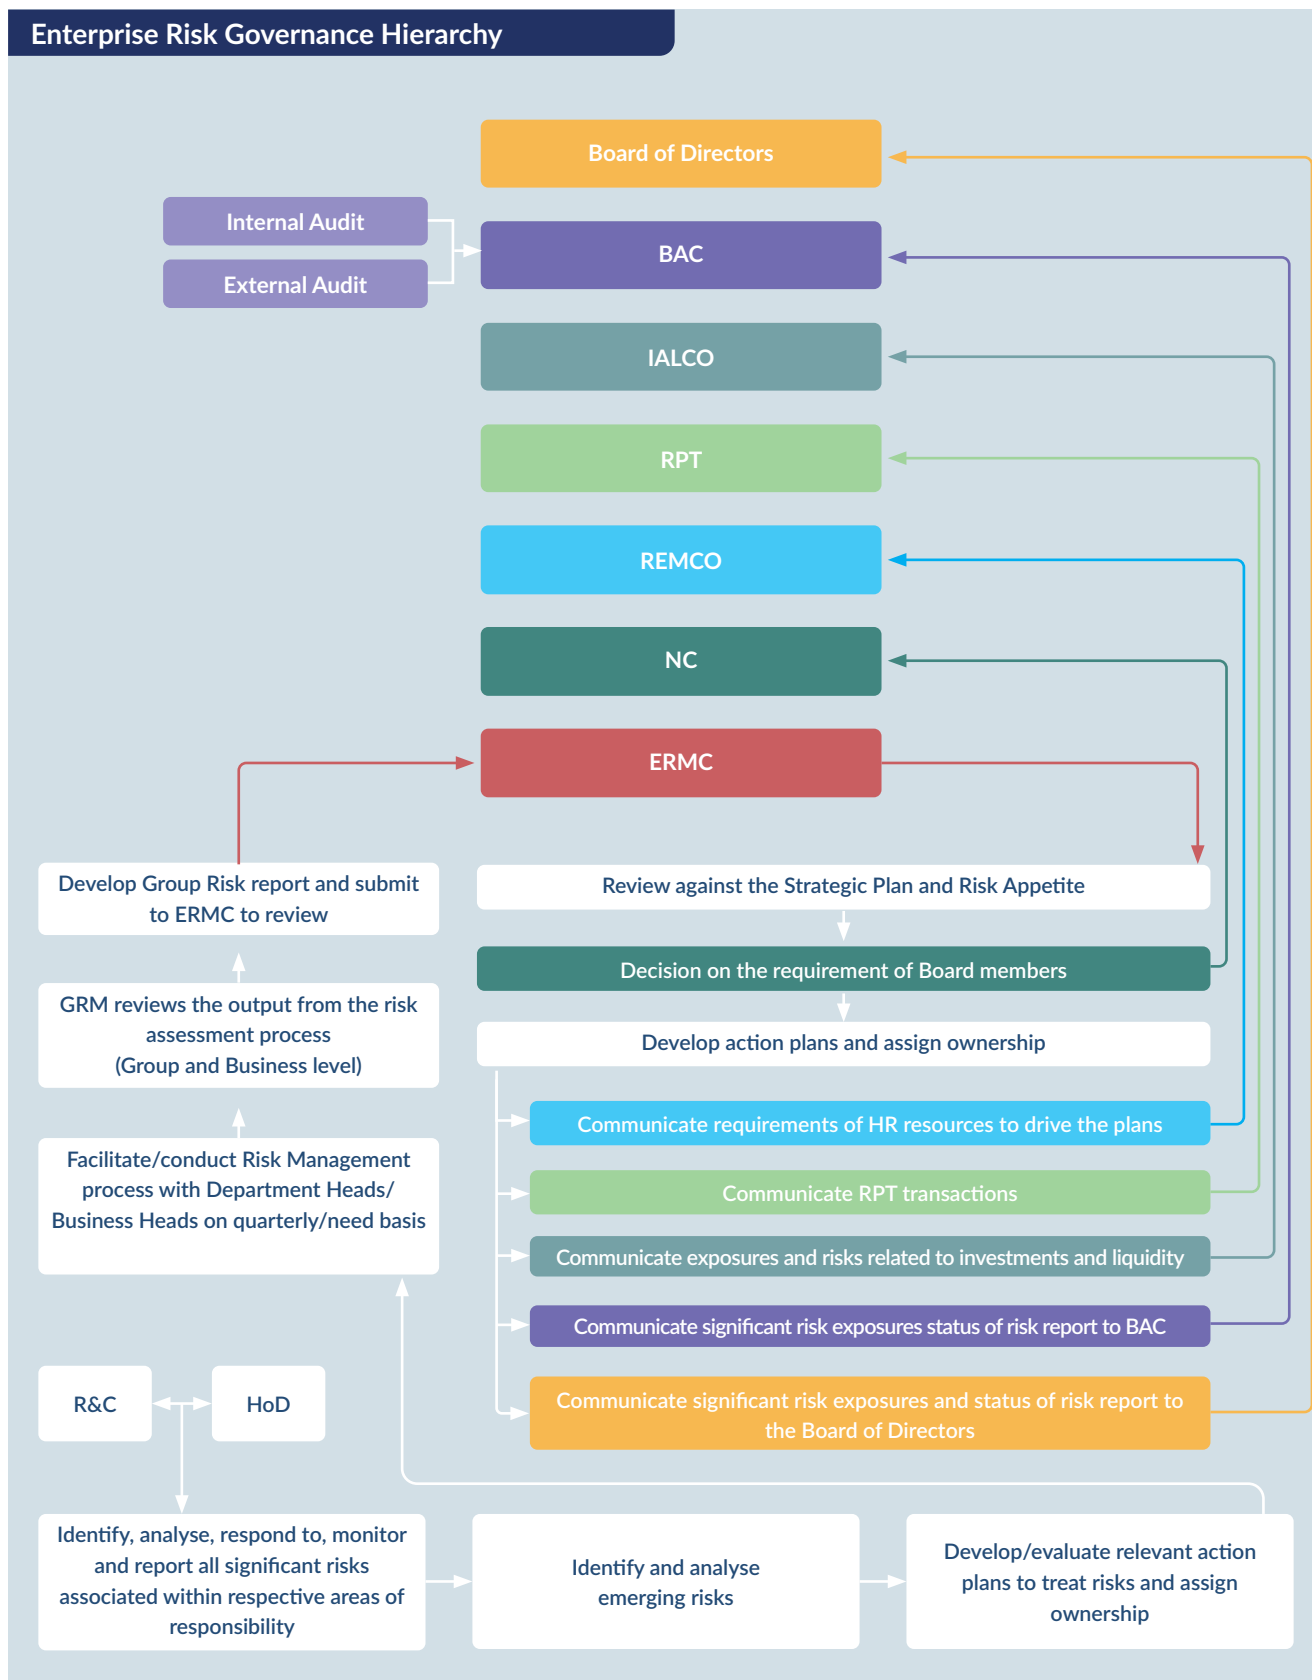 Enterprise Risk Governance Hierarchy
Board of Directors
Internal Audit
External Audit
BAC
IALCO
RPT
REMCO
NC
ERMC
Develop Group Risk report and submit
to ERMC to review
GRM reviews the output from the risk
assessment process
(Group and Business level)
Facilitate/conduct Risk Management
process with Department Heads/
Business Heads on quarterly/need basis
Review against the Strategic Plan and Risk Appetite
Decision on the requirement of Board members
Develop action plans and assign ownership
Communicate requirements of HR resources to drive the plans
Communicate RPT transactions
Communicate exposures and risks related to investments and liquidity
Communicate significant risk exposures status of risk report to BAC
Communicate significant risk exposures and status of risk report to
the Board of Directors
R&C
HoD
Identify, analyse, respond to, monitor
and report all significant risks
associated within respective areas of
responsibility
Identify and analyse
emerging risks
Develop/evaluate relevant action
plans to treat risks and assign
ownership